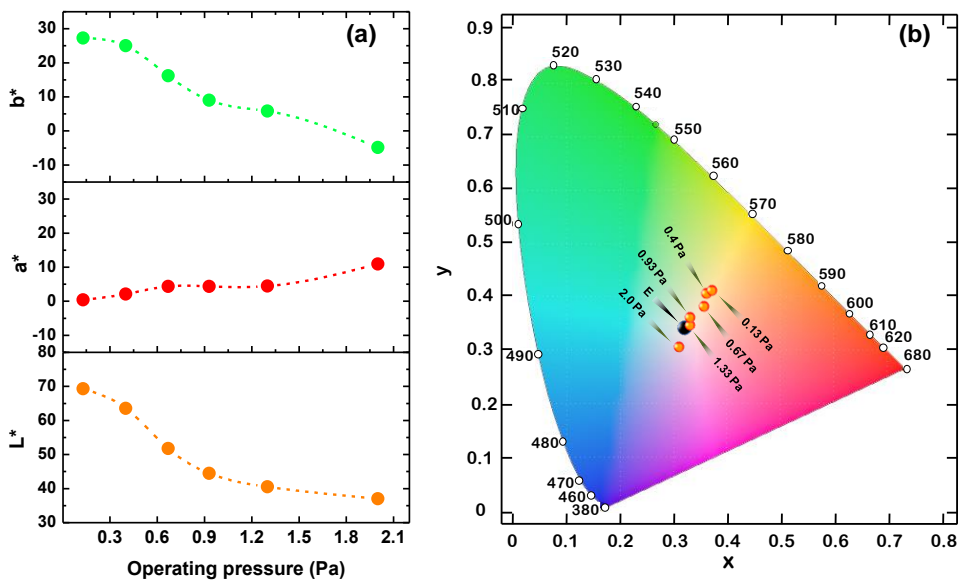 (a)
30
20
10
0
-10
b*
30
20
10
0
-10
a*
80
70
60
50
40
30
L*
0.3 0.6 0.9 1.2 1.5 1.8 2.1
Operating pressure (Pa)
(b)
0.9
0.8
0.7
0.6
0.5
0.4
0.3
0.2
0.1
0
y
0 0.1 0.2 0.3 0.4 0.5 0.6 0.7 0.8
x
520
530
540
510
550
560
570
500
580
590
600
610
620
680
490
480
470
460
380
0.4 Pa
0.93 Pa
E
2.0 Pa
0.13 Pa
0.67 Pa
1.33 Pa